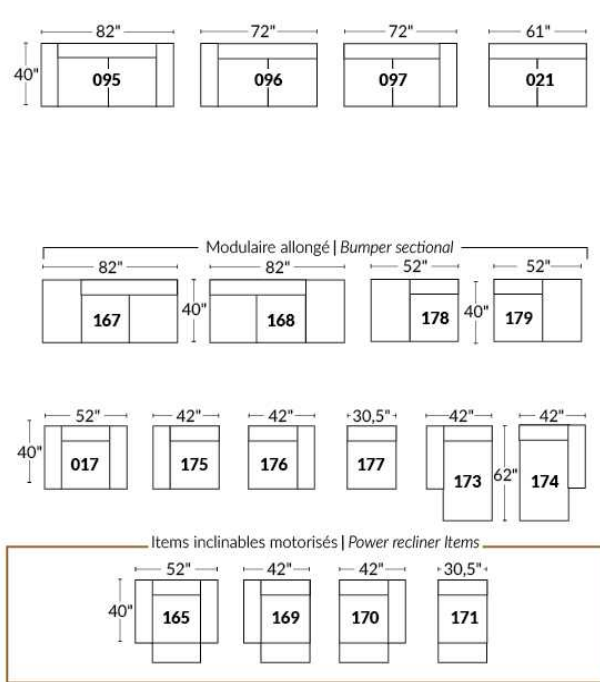 82" 72" 72" 61"
40" 095 096 097 021
Modulaire allongé | Bumper sectional
82" 82" 52" 52"
167 40" 168 178 40" 179
52" 42" 42" 30,5" 42" 42"
40" 017 175 176 177 173 62" 174
Items inclinables motorisés | Power recliner Items
52" 42" 42" 30,5"
40" 165 169 170 171